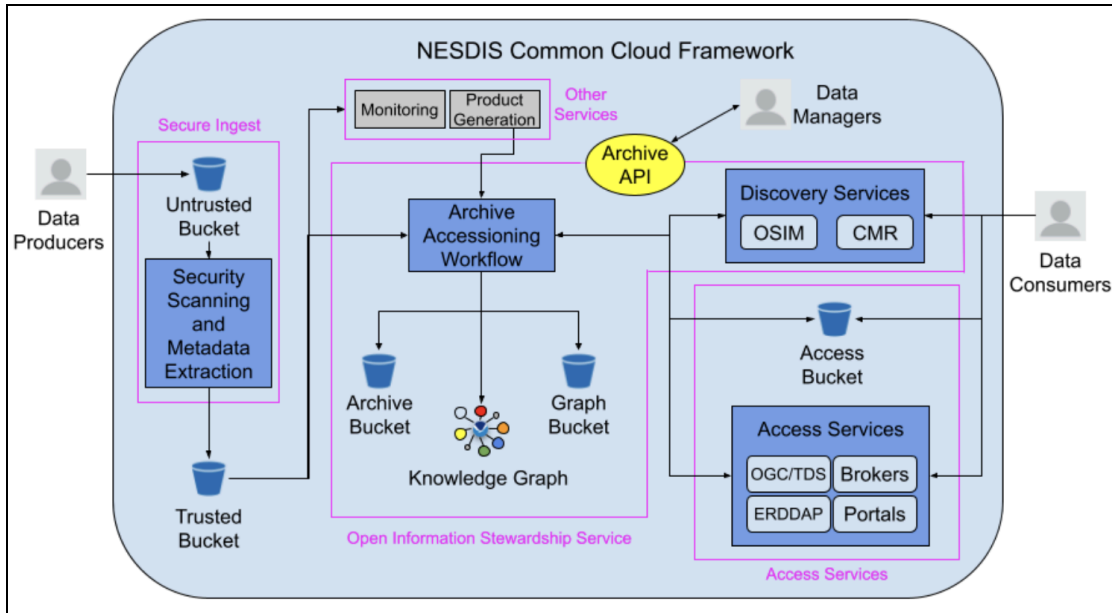 NESDIS Common Cloud Framework
Secure Ingest
Data
Producers
Untrusted
Bucket
Security
Scanning
and
Metadata
Extraction
Trusted
Bucket
Monitoring
Product
Generation
Other
Services
Data
Managers
Archive
API
Archive
Accessioning
Workflow
Archive
Bucket
Graph
Bucket
Knowledge Graph
Open Information Stewardship Service
Discovery Services
OSIM
CMR
Data
Consumers
Access
Bucket
Access Services
OGC/TDS
Brokers
ERDDAP
Portals
Access Services